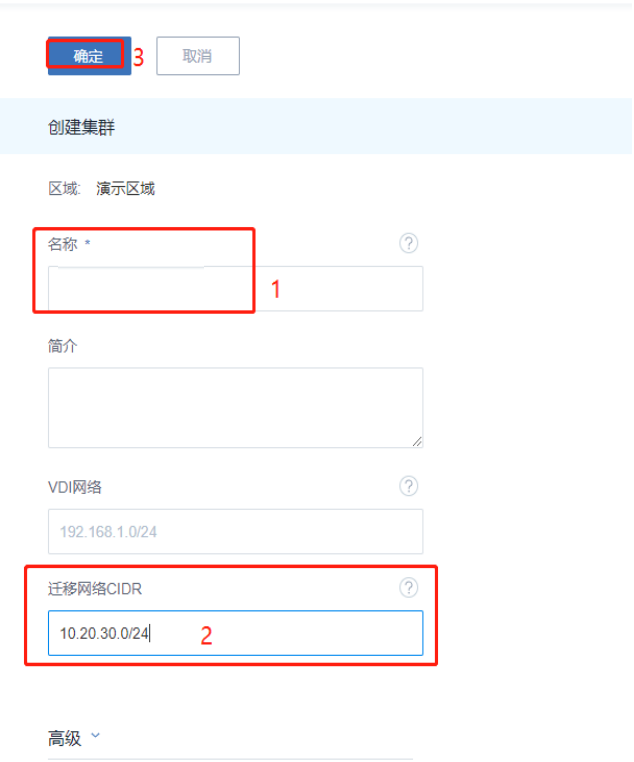 确定 3 取消
创建集群
区域: 演示区域
名称 * ?
1
简介
VDI网络 ?
192.168.1.0/24
迁移网络CIDR ?
10.20.30.0/24 2
高级